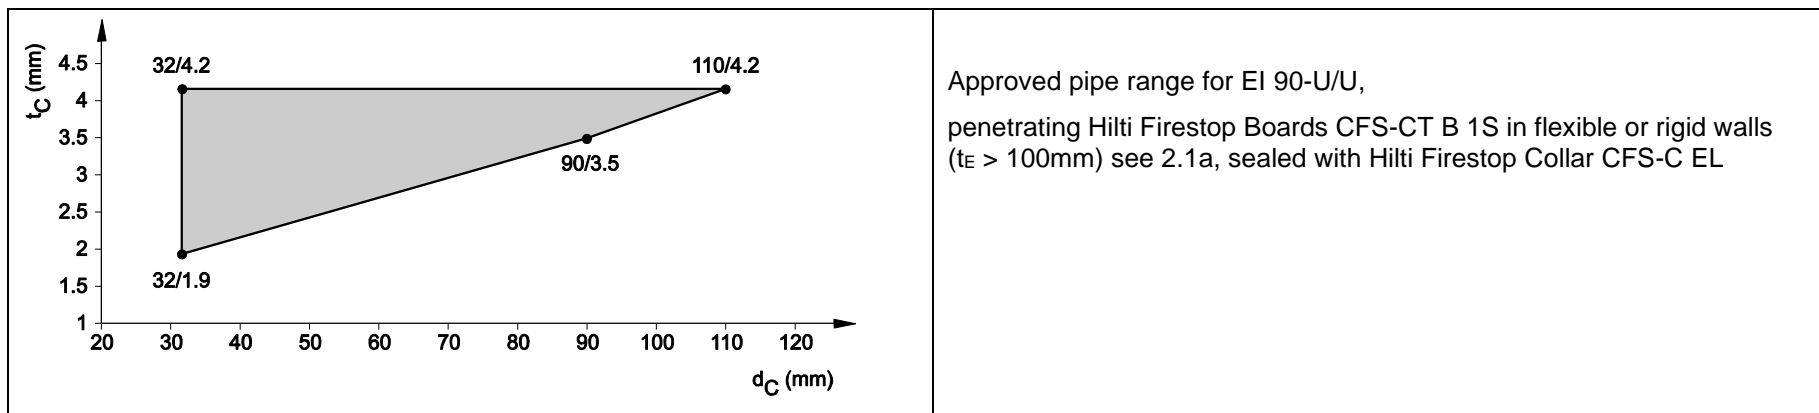 tC (mm)
4.5
4
3.5
3
2.5
2
1.5
1
32/4.2
110/4.2
90/3.5
32/1.9
20 30 40 50 60 70 80 90 100 110 120
dC (mm)
Approved pipe range for EI 90-U/U,
penetrating Hilti Firestop Boards CFS-CT B 1S in flexible or rigid walls
(tE > 100mm) see 2.1a, sealed with Hilti Firestop Collar CFS-C EL